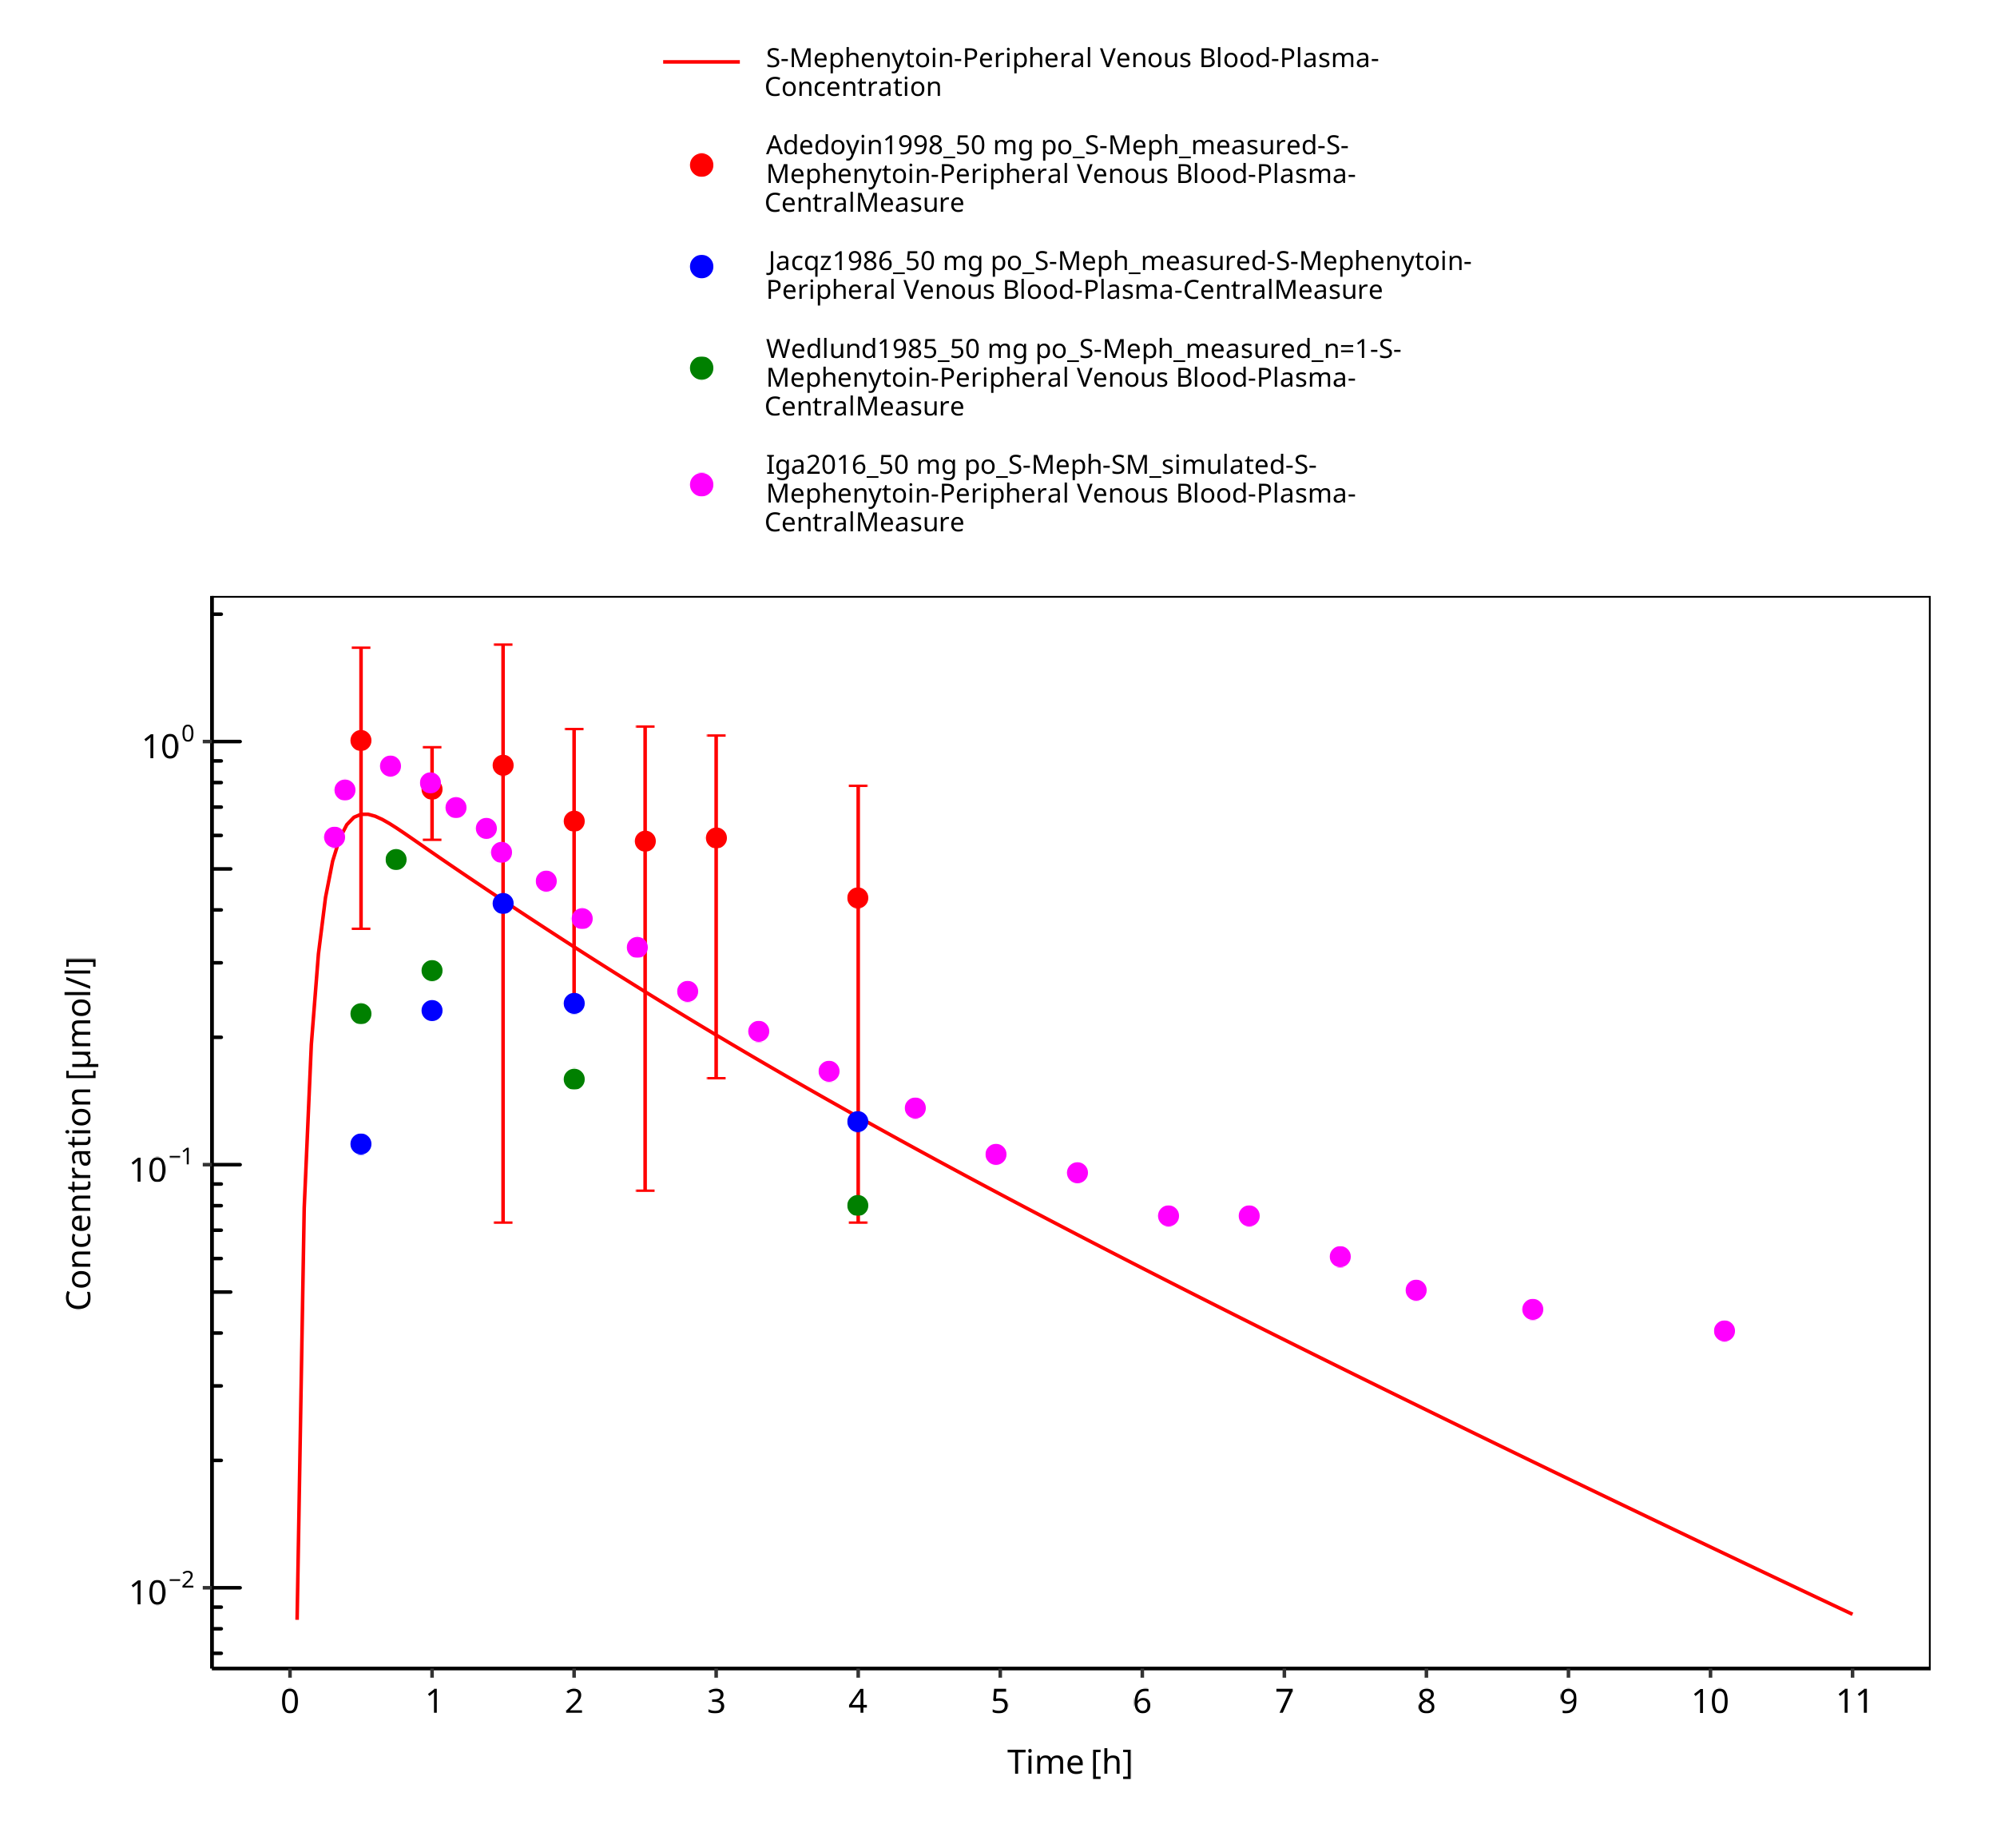 S-Mephenytoin-Peripheral Venous Blood-Plasma-
Concentration
Adedoyin1998_50 mg po_S-Meph_measured-S-
Mephenytoin-Peripheral Venous Blood-Plasma-
CentralMeasure
Jacqz1986_50 mg po_S-Meph_measured-S-Mephenytoin-
Peripheral Venous Blood-Plasma-CentralMeasure
Wedlund1985_50 mg po_S-Meph_measured_n=1-S-
Mephenytoin-Peripheral Venous Blood-Plasma-
CentralMeasure
Iga2016_50 mg po_S-Meph-SM_simulated-S-
Mephenytoin-Peripheral Venous Blood-Plasma-
CentralMeasure
Concentration [µmol/l]
10⁰
10⁻¹
10⁻²
0 1 2 3 4 5 6 7 8 9 10 11
Time [h]